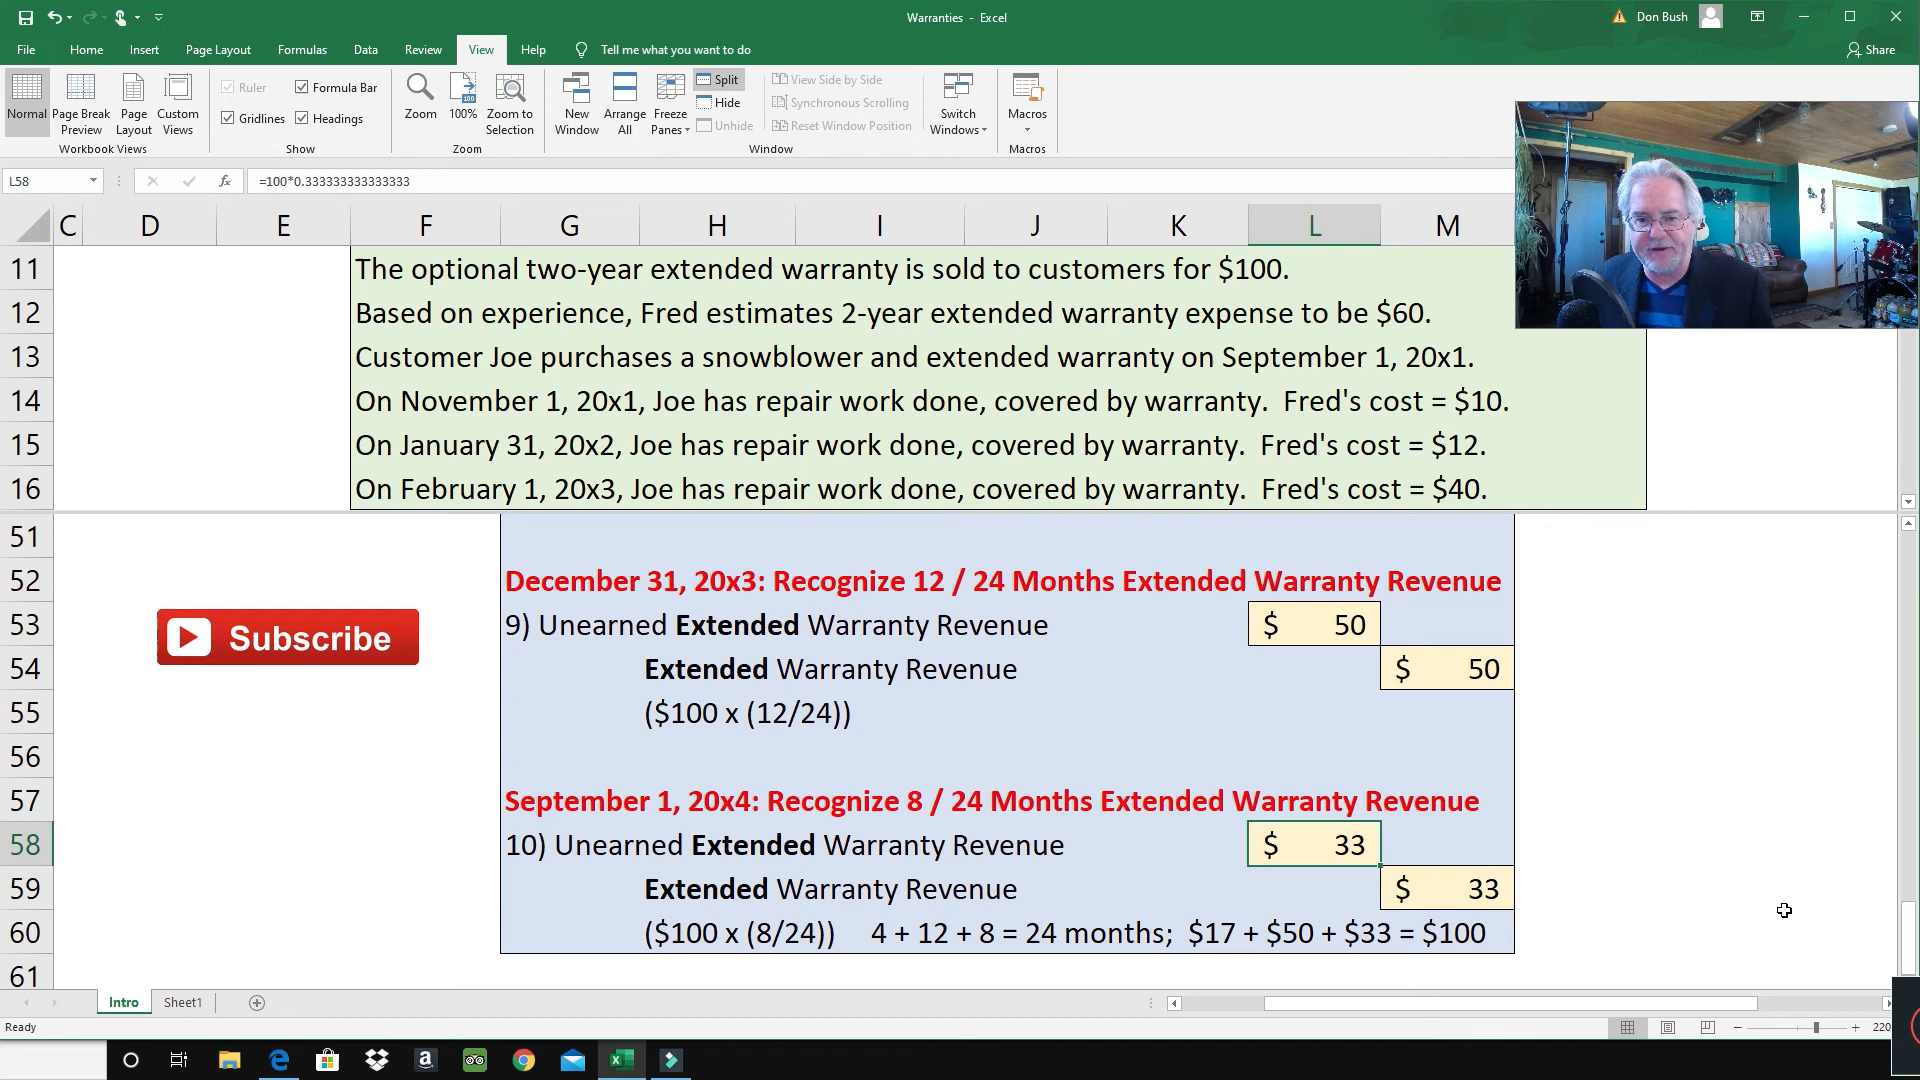 Warranties - Excel
Don Bush
File Home Insert Page Layout Formulas Data Review View Help Tell me what you want to do
Share
Normal Page Break Preview Page Layout Custom Views
Workbook Views
Ruler Formula Bar
Gridlines Headings
Show
Zoom 100% Zoom to Selection
Zoom
New Window Arrange All Freeze Panes
Split
Hide
Unhide
View Side by Side
Synchronous Scrolling
Reset Window Position
Switch Windows
Window
Macros
Macros
L58 fx =100*0.333333333333333
C D E F G H I J K L M
11 The optional two-year extended warranty is sold to customers for $100.
12 Based on experience, Fred estimates 2-year extended warranty expense to be $60.
13 Customer Joe purchases a snowblower and extended warranty on September 1, 20x1.
14 On November 1, 20x1, Joe has repair work done, covered by warranty. Fred's cost = $10.
15 On January 31, 20x2, Joe has repair work done, covered by warranty. Fred's cost = $12.
16 On February 1, 20x3, Joe has repair work done, covered by warranty. Fred's cost = $40.
51
52 December 31, 20x3: Recognize 12 / 24 Months Extended Warranty Revenue
53 9) Unearned Extended Warranty Revenue $ 50
Subscribe
54 Extended Warranty Revenue $ 50
55 ($100 x (12/24))
56
57 September 1, 20x4: Recognize 8 / 24 Months Extended Warranty Revenue
58 10) Unearned Extended Warranty Revenue $ 33
59 Extended Warranty Revenue $ 33
60 ($100 x (8/24)) 4 + 12 + 8 = 24 months; $17 + $50 + $33 = $100
61
Intro Sheet1
Ready
220